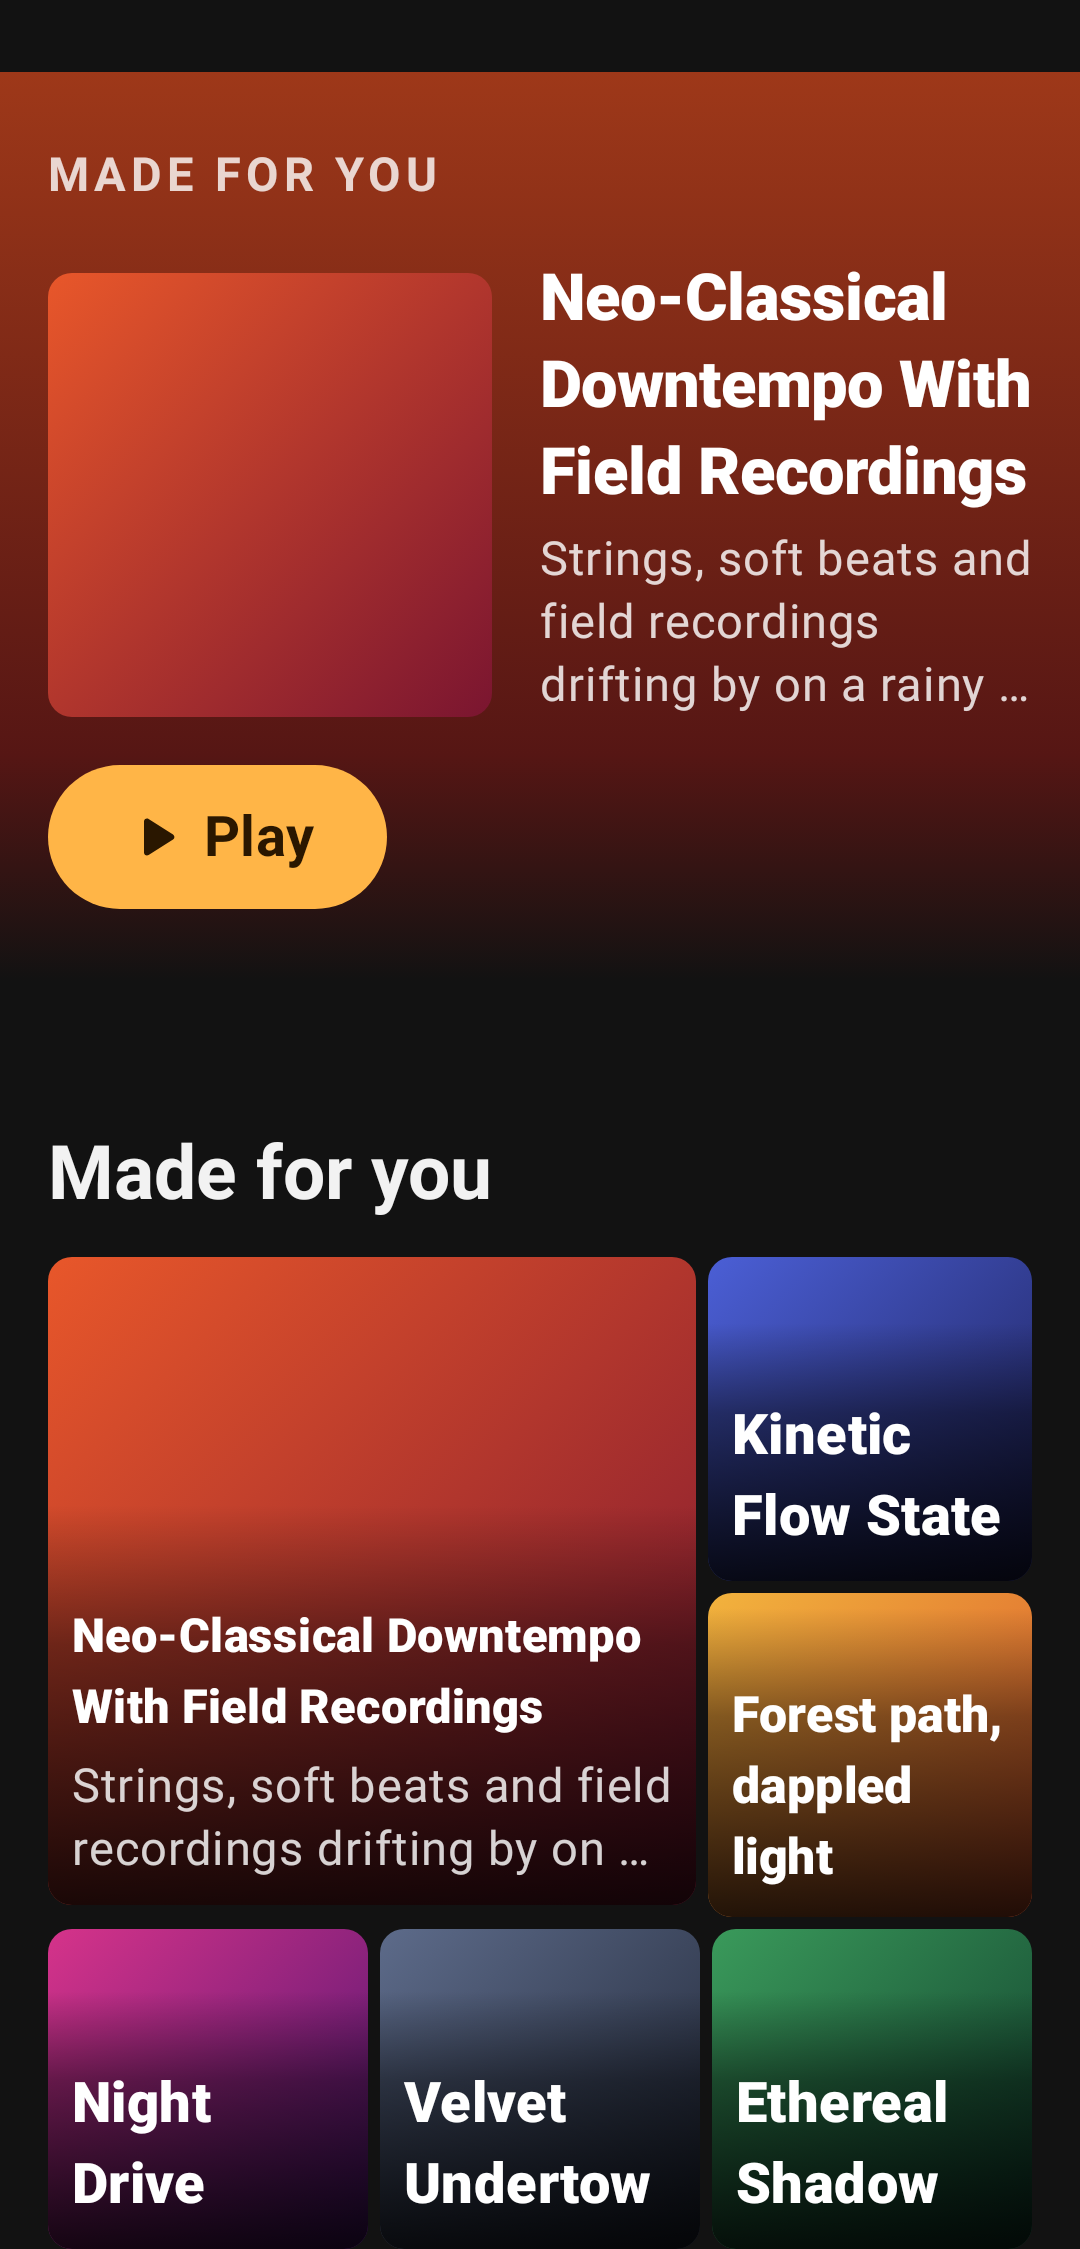 MADE FOR YOU
Neo-Classical
Downtempo With
Field Recordings
Strings, soft beats and
field recordings
drifting by on a rainy …
Play
Made for you
Neo-Classical Downtempo
With Field Recordings
Strings, soft beats and field
recordings drifting by on …
Kinetic
Flow State
Forest path,
dappled
light
Night
Drive
Velvet
Undertow
Ethereal
Shadow